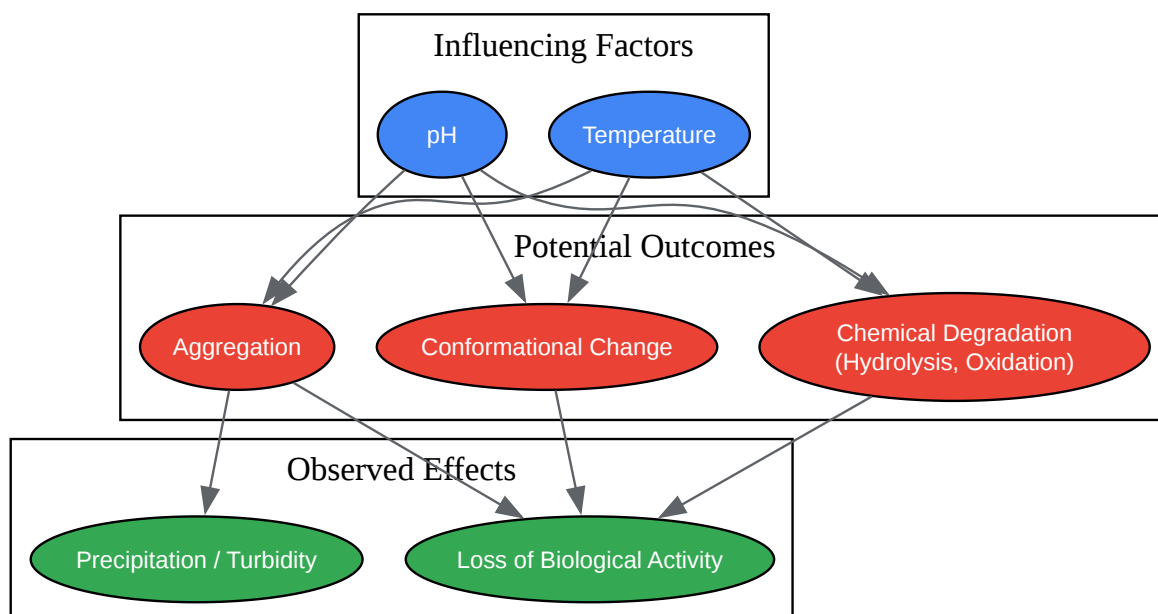 Influencing Factors
pH
Temperature
Potential Outcomes
Aggregation
Conformational Change
Chemical Degradation
(Hydrolysis, Oxidation)
Observed Effects
Precipitation / Turbidity
Loss of Biological Activity